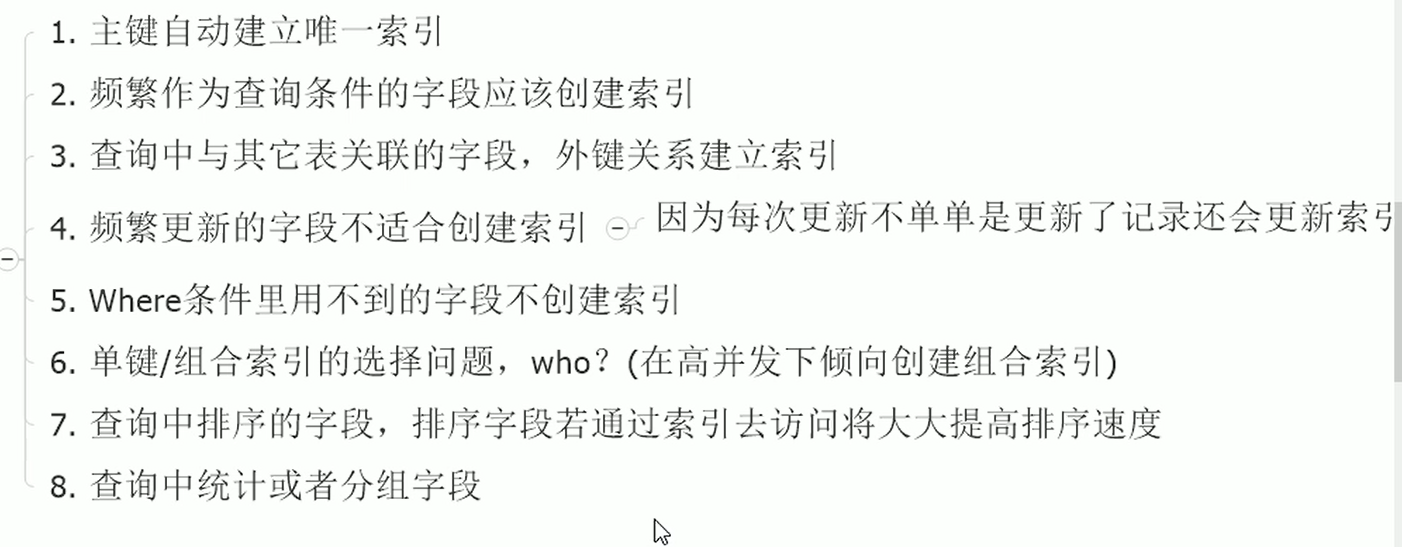 1. 主键自动建立唯一索引
2. 频繁作为查询条件的字段应该创建索引
3. 查询中与其它表关联的字段，外键关系建立索引
4. 频繁更新的字段不适合创建索引 因为每次更新不单单是更新了记录还会更新索引
5. Where条件里用不到的字段不创建索引
6. 单键/组合索引的选择问题，who？(在高并发下倾向创建组合索引)
7. 查询中排序的字段，排序字段若通过索引去访问将大大提高排序速度
8. 查询中统计或者分组字段